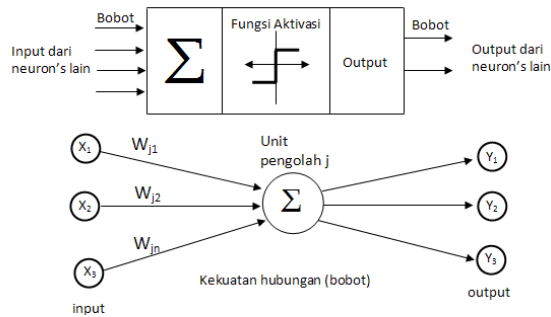 Bobot
Input dari
neuron's lain
Σ
Fungsi Aktivasi
Output
Bobot
Output dari
neuron's lain
X1
X2
X3
Wj1
Wj2
Wjn
Unit
pengolah j
Σ
Y1
Y2
Y3
input
Kekuatan hubungan (bobot)
output